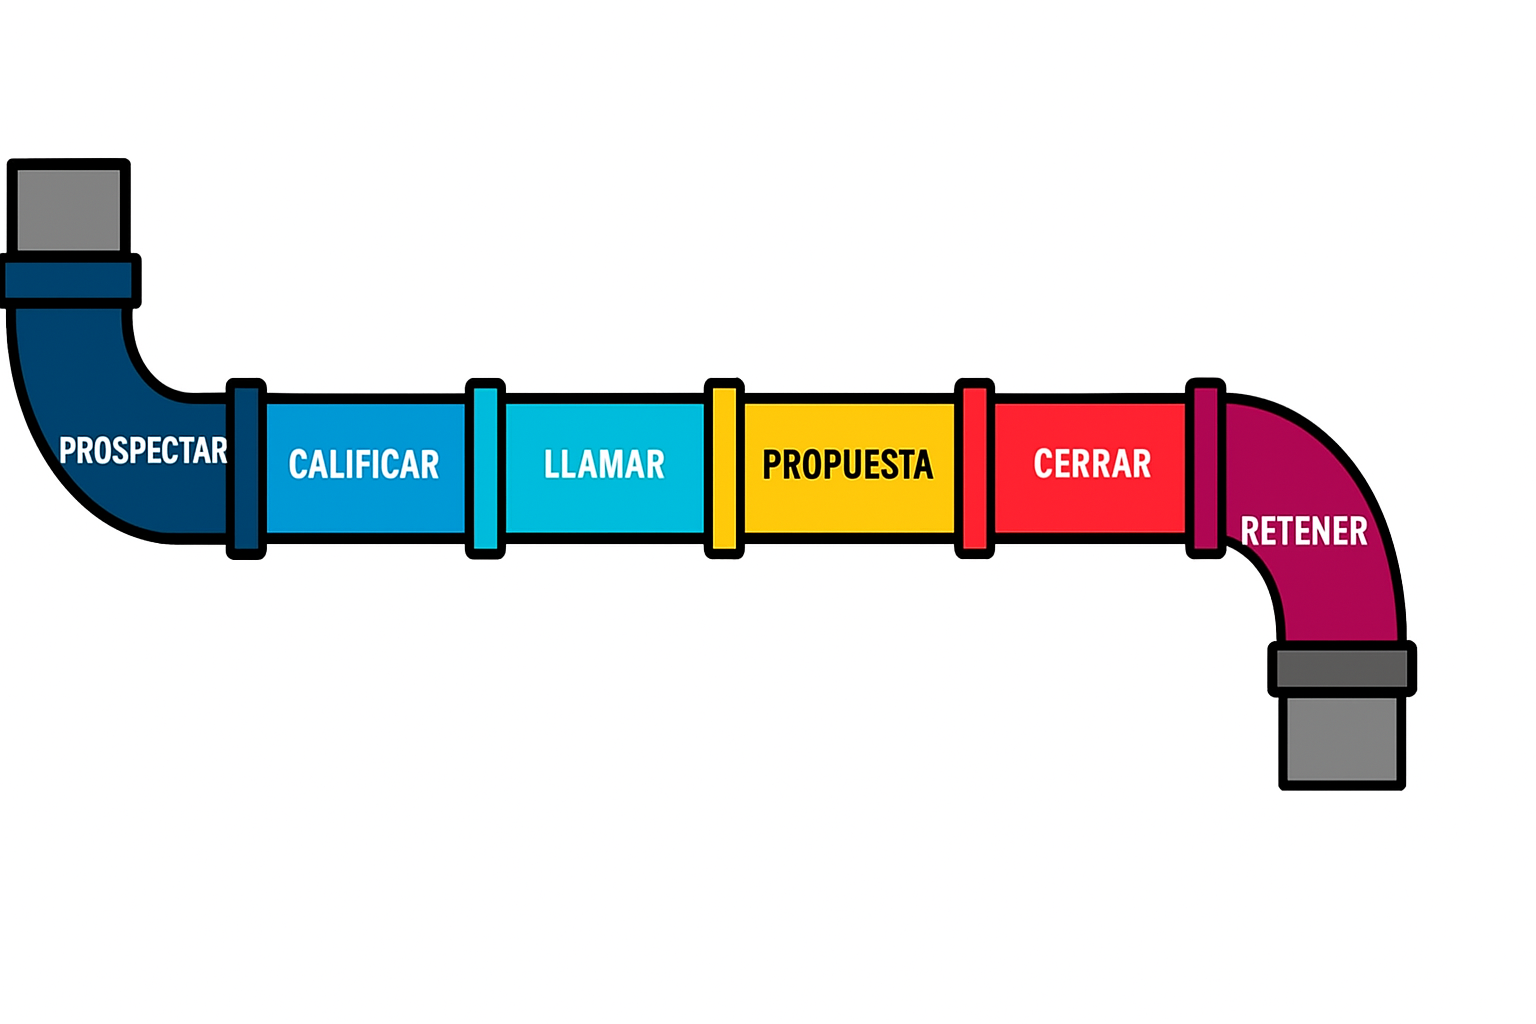 PROSPECTAR
CALIFICAR
LLAMAR
PROPUESTA
CERRAR
RETENER